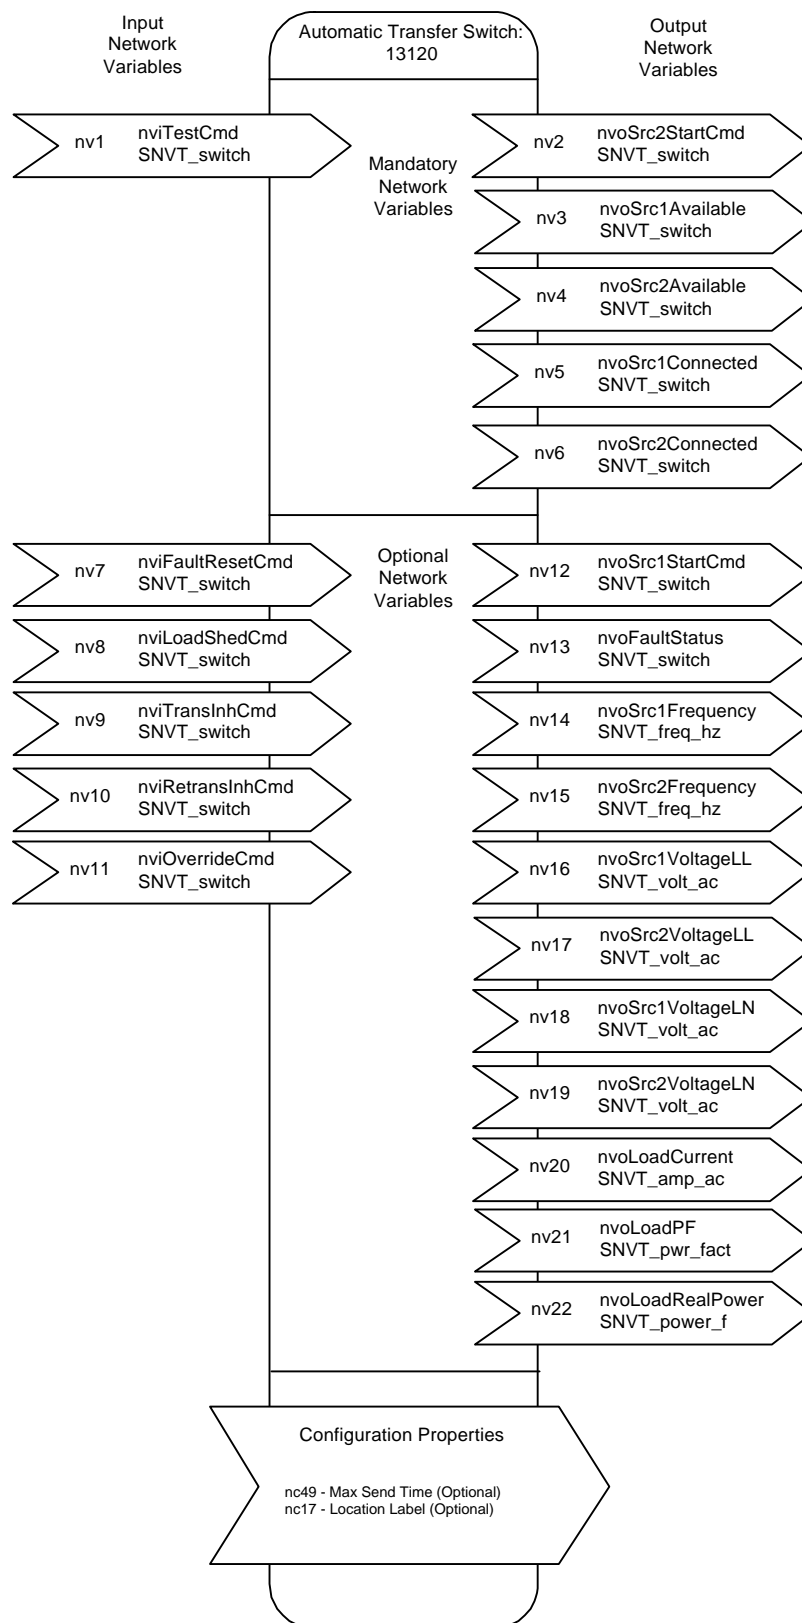 Input
Network
Variables
Automatic Transfer Switch:
13120
Output
Network
Variables
nv1
nviTestCmd
SNVT_switch
Mandatory
Network
Variables
nv2
nvoSrc2StartCmd
SNVT_switch
nv3
nvoSrc1Available
SNVT_switch
nv4
nvoSrc2Available
SNVT_switch
nv5
nvoSrc1Connected
SNVT_switch
nv6
nvoSrc2Connected
SNVT_switch
nv7
nviFaultResetCmd
SNVT_switch
nv8
nviLoadShedCmd
SNVT_switch
nv9
nviTransInhCmd
SNVT_switch
nv10
nviRetransInhCmd
SNVT_switch
nv11
nviOverrideCmd
SNVT_switch
Optional
Network
Variables
nv12
nvoSrc1StartCmd
SNVT_switch
nv13
nvoFaultStatus
SNVT_switch
nv14
nvoSrc1Frequency
SNVT_freq_hz
nv15
nvoSrc2Frequency
SNVT_freq_hz
nv16
nvoSrc1VoltageLL
SNVT_volt_ac
nv17
nvoSrc2VoltageLL
SNVT_volt_ac
nv18
nvoSrc1VoltageLN
SNVT_volt_ac
nv19
nvoSrc2VoltageLN
SNVT_volt_ac
nv20
nvoLoadCurrent
SNVT_amp_ac
nv21
nvoLoadPF
SNVT_pwr_fact
nv22
nvoLoadRealPower
SNVT_power_f
Configuration Properties
nc49 - Max Send Time (Optional)
nc17 - Location Label (Optional)